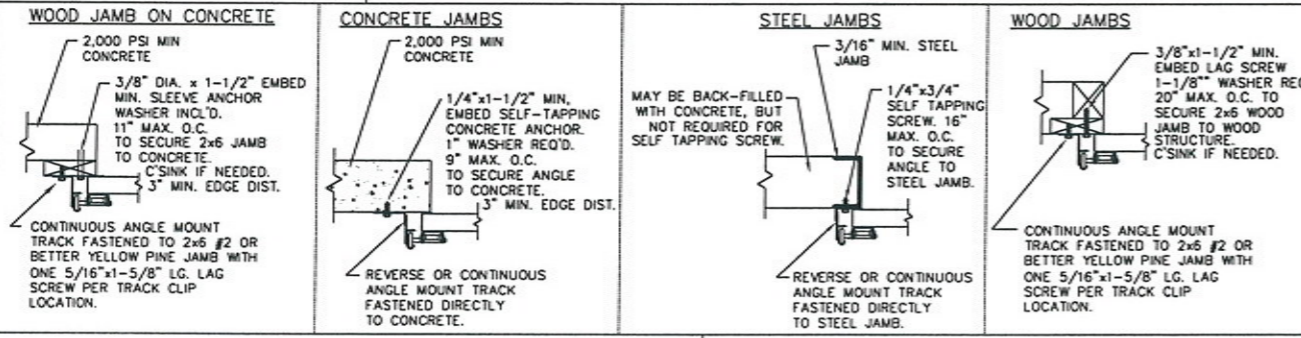 WOOD JAMB ON CONCRETE
2,000 PSI MIN
CONCRETE
3/8" DIA. x 1-1/2" EMBED
MIN. SLEEVE ANCHOR
WASHER INCL'D.
11" MAX. O.C.
TO SECURE 2x6 JAMB
TO CONCRETE.
C'SINK IF NEEDED.
3" MIN. EDGE DIST.
CONTINUOUS ANGLE MOUNT
TRACK FASTENED TO 2x6 #2 OR
BETTER YELLOW PINE JAMB WITH
ONE 5/16"x1-5/8" LG. LAG
SCREW PER TRACK CLIP
LOCATION.
CONCRETE JAMBS
2,000 PSI MIN
CONCRETE
1/4"x1-1/2" MIN,
EMBED SELF-TAPPING
CONCRETE ANCHOR.
1" WASHER REQ'D.
9" MAX. O.C.
TO SECURE ANGLE
TO CONCRETE.
3" MIN. EDGE DIST.
REVERSE OR CONTINUOUS
ANGLE MOUNT TRACK
FASTENED DIRECTLY
TO CONCRETE.
STEEL JAMBS
3/16" MIN. STEEL
JAMB
MAY BE BACK-FILLED
WITH CONCRETE, BUT
NOT REQUIRED FOR
SELF TAPPING SCREW.
1/4"x3/4"
SELF TAPPING
SCREW. 16"
MAX. O.C.
TO SECURE
ANGLE TO
STEEL JAMB.
REVERSE OR CONTINUOUS
ANGLE MOUNT TRACK
FASTENED DIRECTLY
TO STEEL JAMB.
WOOD JAMBS
3/8"x1-1/2" MIN.
EMBED LAG SCREW
1-1/8"" WASHER REQ
20" MAX. O.C. TO
SECURE 2x6 WOOD
JAMB TO WOOD
STRUCTURE.
C'SINK IF NEEDED.
CONTINUOUS ANGLE MOUNT
TRACK FASTENED TO 2x6 #2 OR
BETTER YELLOW PINE JAMB WITH
ONE 5/16"x1-5/8" LG. LAG
SCREW PER TRACK CLIP
LOCATION.